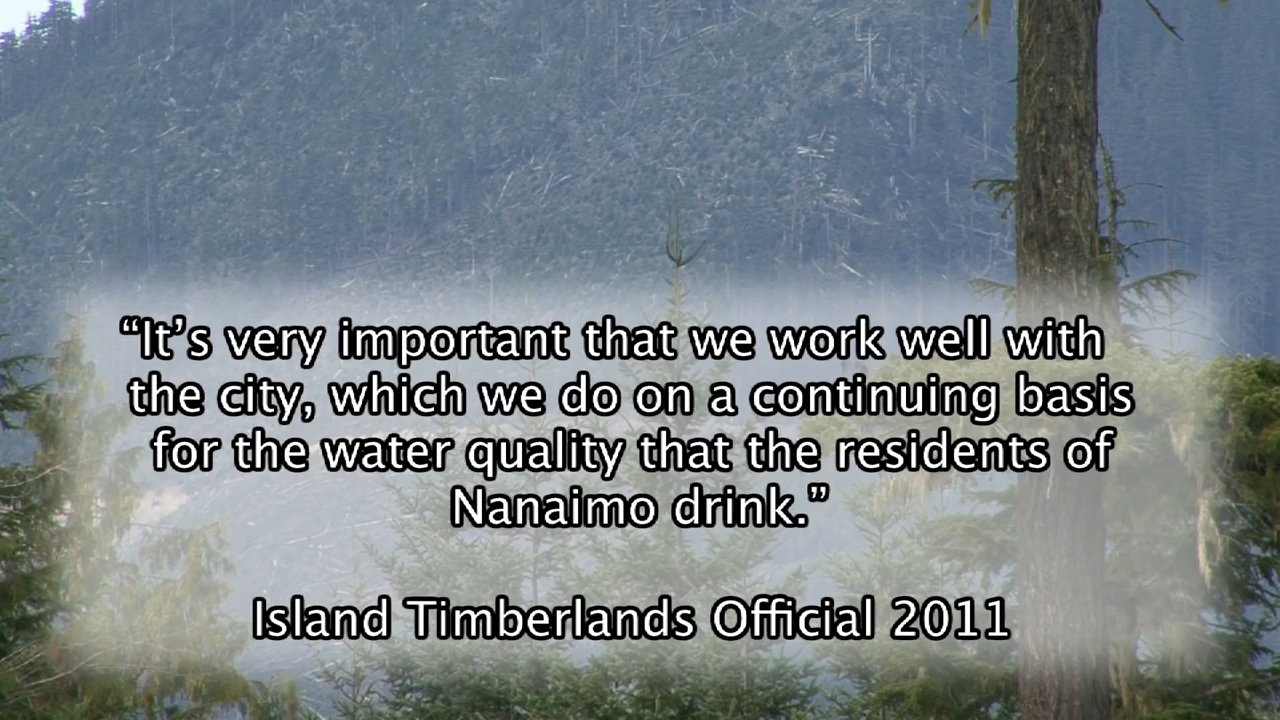 “It’s very important that we work well with
the city, which we do on a continuing basis
for the water quality that the residents of
Nanaimo drink.”
Island Timberlands Official 2011